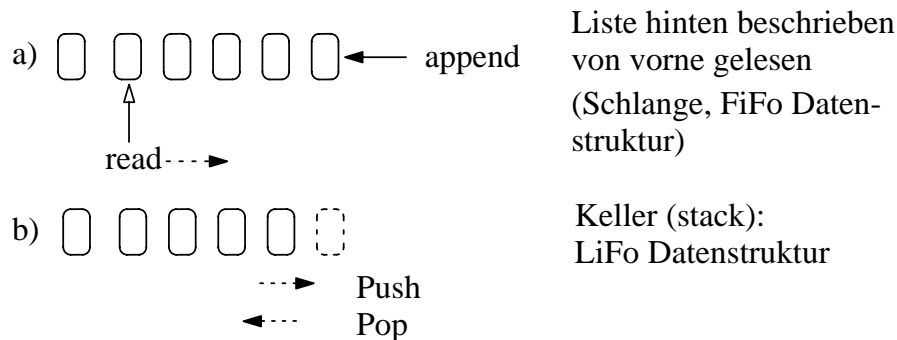 a)
append
read
Liste hinten beschrieben
von vorne gelesen
(Schlange, FiFo Daten-
struktur)
b)
Push
Pop
Keller (stack):
LiFo Datenstruktur